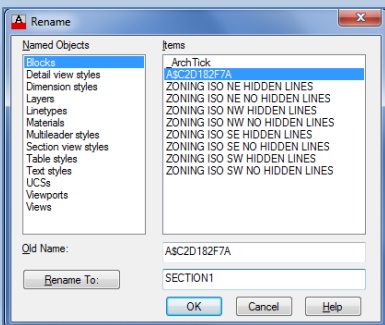 Rename
Named Objects
Blocks
Detail view styles
Dimension styles
Layers
Linetypes
Materials
Multileader styles
Section view styles
Table styles
Text styles
UCSs
Viewports
Views
Items
_ArchTick
A$C2D182F7A
ZONING ISO NE HIDDEN LINES
ZONING ISO NE NO HIDDEN LINES
ZONING ISO NW HIDDEN LINES
ZONING ISO NW NO HIDDEN LINES
ZONING ISO SE HIDDEN LINES
ZONING ISO SE NO HIDDEN LINES
ZONING ISO SW HIDDEN LINES
ZONING ISO SW NO HIDDEN LINES
Old Name:
A$C2D182F7A
Rename To:
SECTION1
OK
Cancel
Help